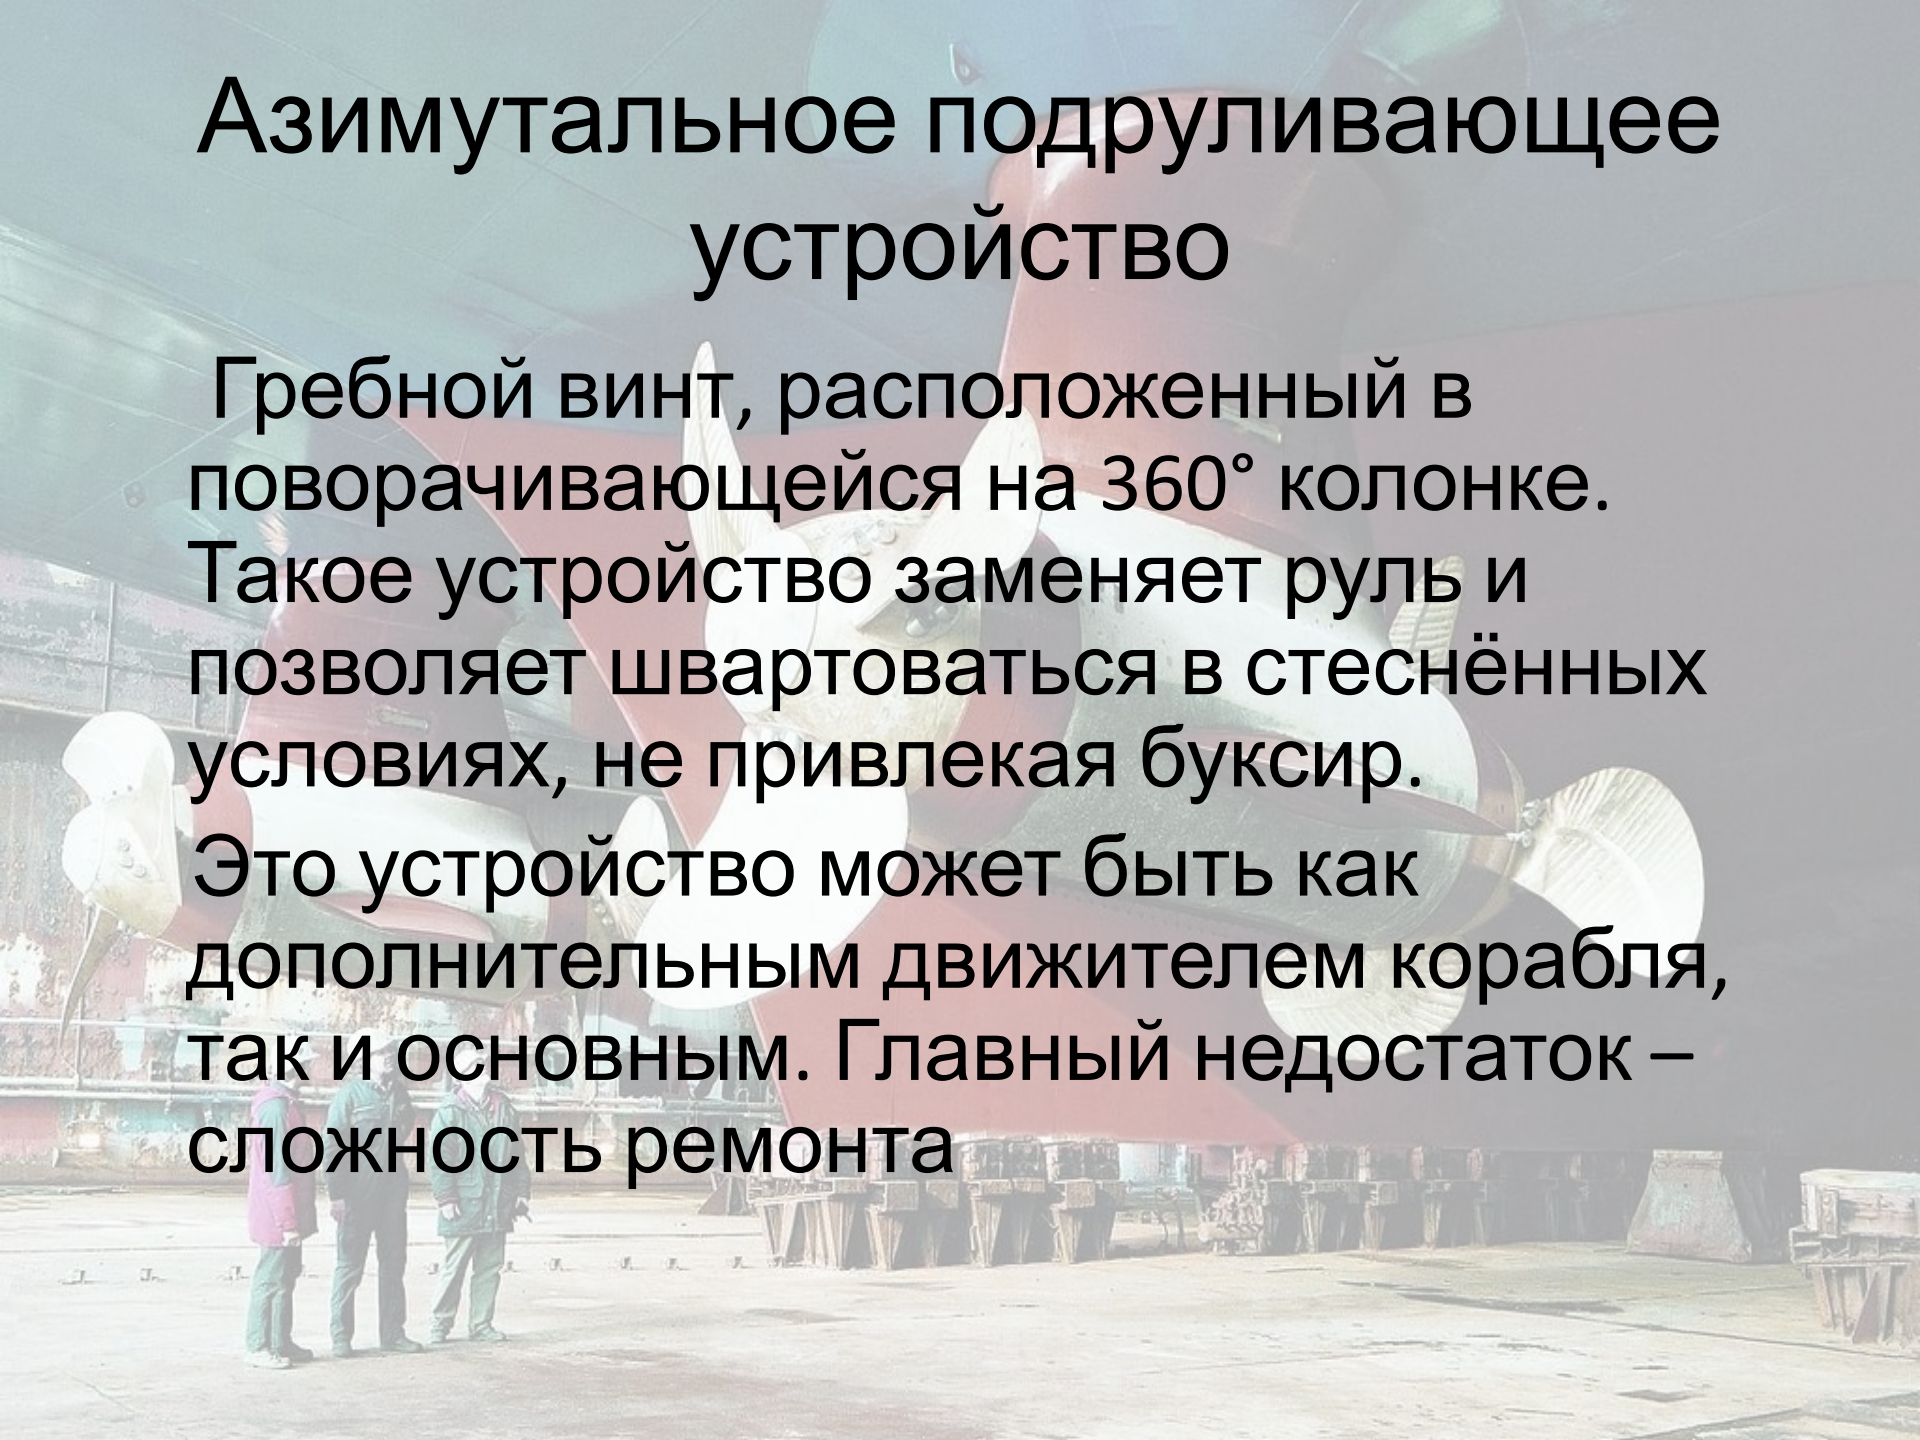 Азимутальное подруливающее
устройство
Гребной винт, расположенный в
поворачивающейся на 360° колонке.
Такое устройство заменяет руль и
позволяет швартоваться в стеснённых
условиях, не привлекая буксир.
Это устройство может быть как
дополнительным движителем корабля,
так и основным. Главный недостаток –
сложность ремонта